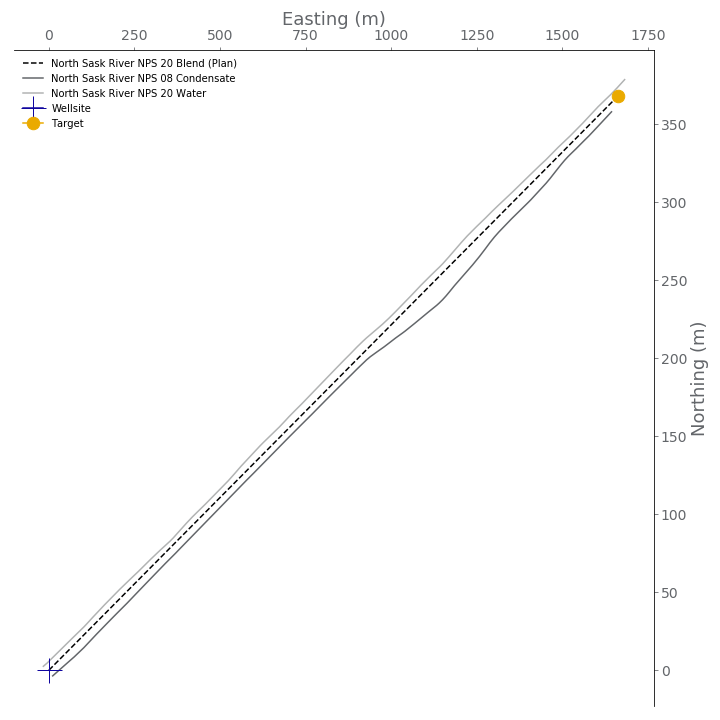 Easting (m)
0 250 500 750 1000 1250 1500 1750
North Sask River NPS 20 Blend (Plan)
North Sask River NPS 08 Condensate
North Sask River NPS 20 Water
Wellsite
Target
350
300
250
200
150
100
50
0
Northing (m)